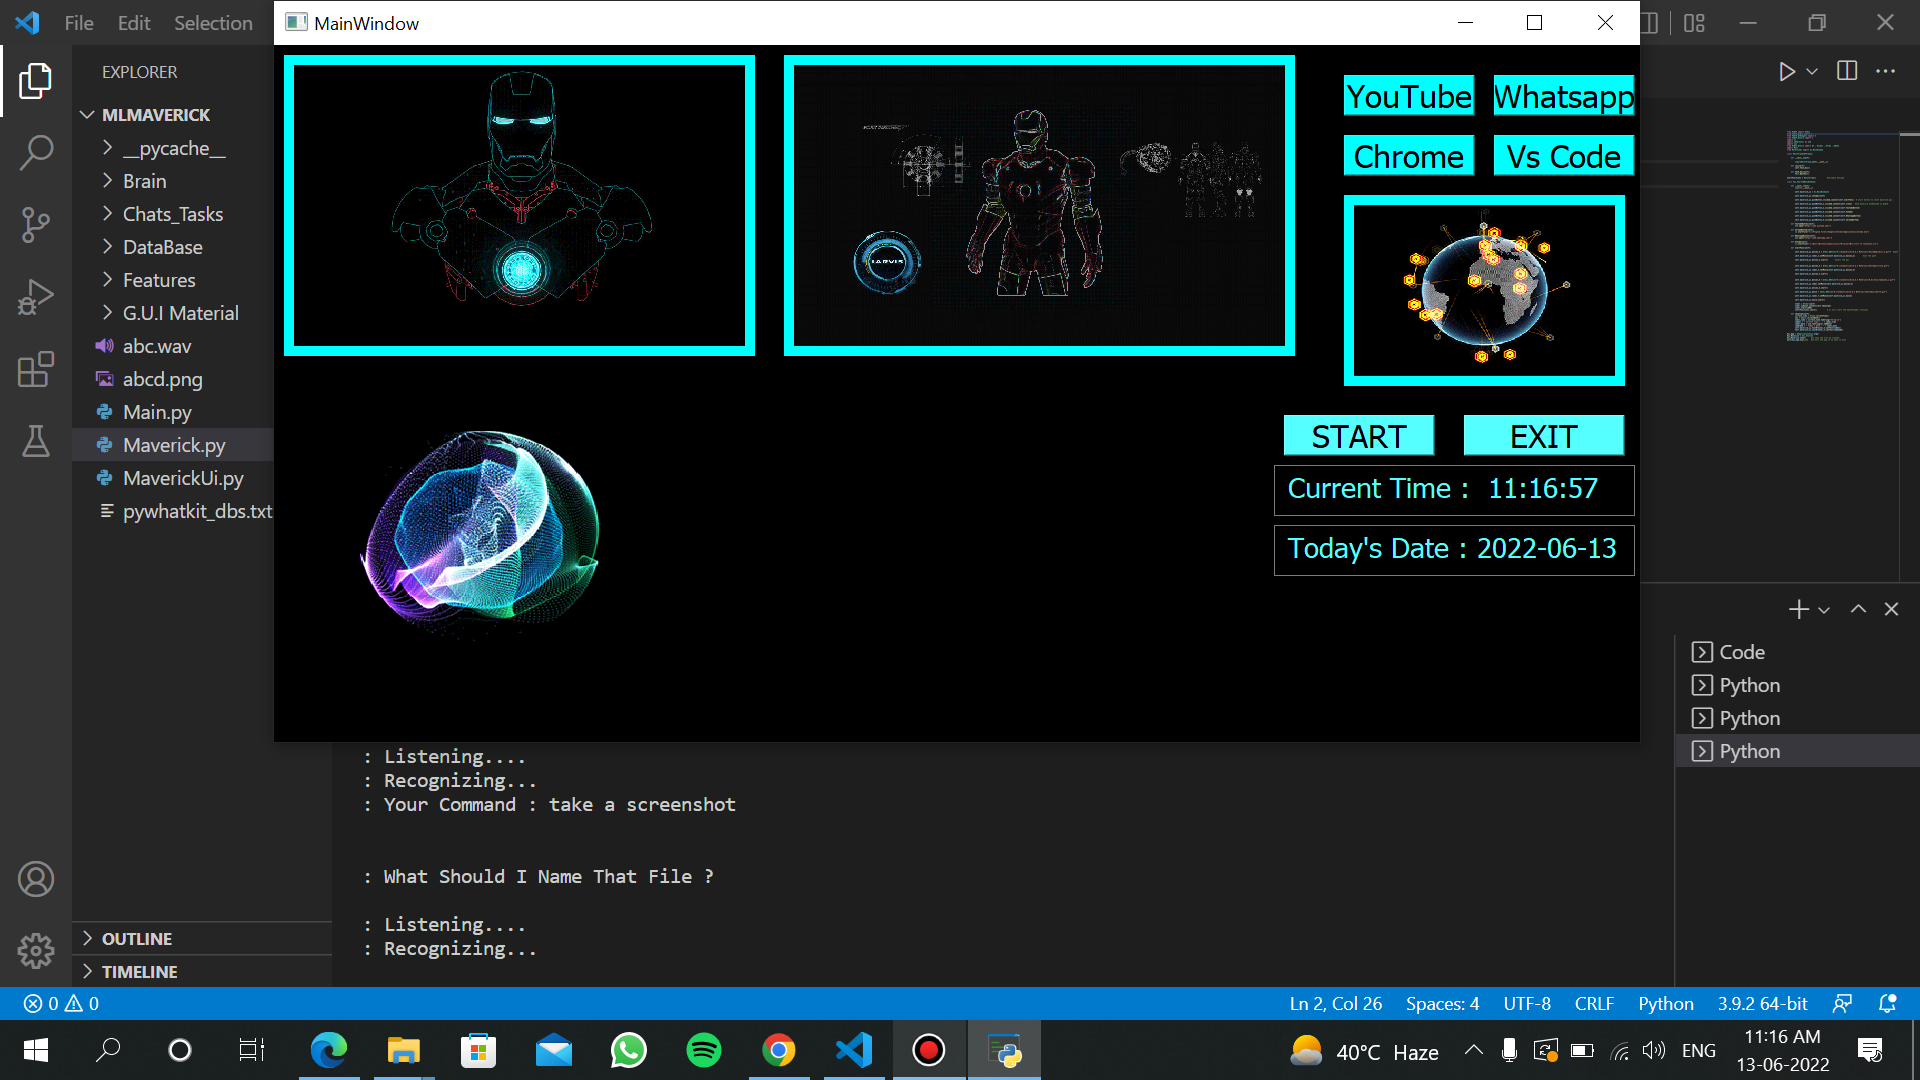 File Edit Selection
MainWindow
EXPLORER
MLMAVERICK
__pycache__
Brain
Chats_Tasks
DataBase
Features
G.U.I Material
abc.wav
abcd.png
Main.py
Maverick.py
MaverickUi.py
pywhatkit_dbs.txt
OUTLINE
TIMELINE
JARVIS
YouTube Whatsapp
Chrome Vs Code
START EXIT
Current Time : 11:16:57
Today's Date : 2022-06-13
: Listening....
: Recognizing...
: Your Command : take a screenshot
: What Should I Name That File ?
: Listening....
: Recognizing...
Code
Python
Python
Python
0 0 Ln 2, Col 26 Spaces: 4 UTF-8 CRLF Python 3.9.2 64-bit
40°C Haze ENG 11:16 AM
13-06-2022